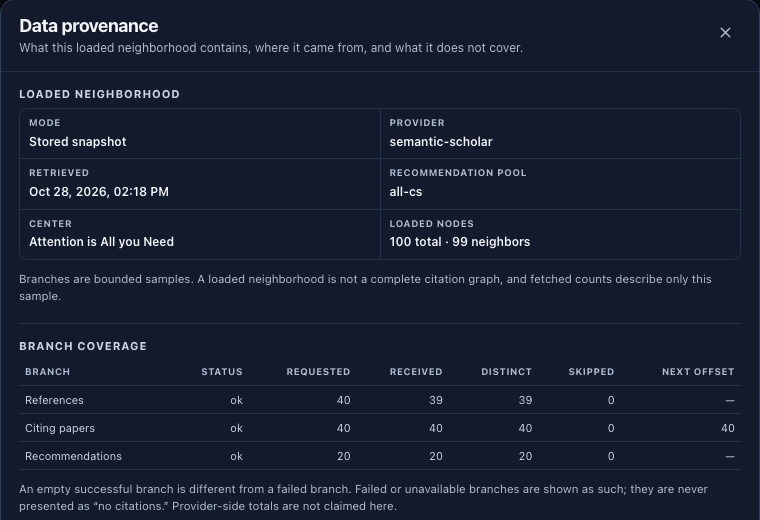 Data provenance
What this loaded neighborhood contains, where it came from, and what it does not cover.
LOADED NEIGHBORHOOD
MODE
Stored snapshot
PROVIDER
semantic-scholar
RETRIEVED
Oct 28, 2026, 02:18 PM
RECOMMENDATION POOL
all-cs
CENTER
Attention is All you Need
LOADED NODES
100 total · 99 neighbors
Branches are bounded samples. A loaded neighborhood is not a complete citation graph, and fetched counts describe only this
sample.
BRANCH COVERAGE
BRANCH STATUS REQUESTED RECEIVED DISTINCT SKIPPED NEXT OFFSET
References ok 40 39 39 0 —
Citing papers ok 40 40 40 0 40
Recommendations ok 20 20 20 0 —
An empty successful branch is different from a failed branch. Failed or unavailable branches are shown as such; they are never
presented as “no citations.” Provider-side totals are not claimed here.